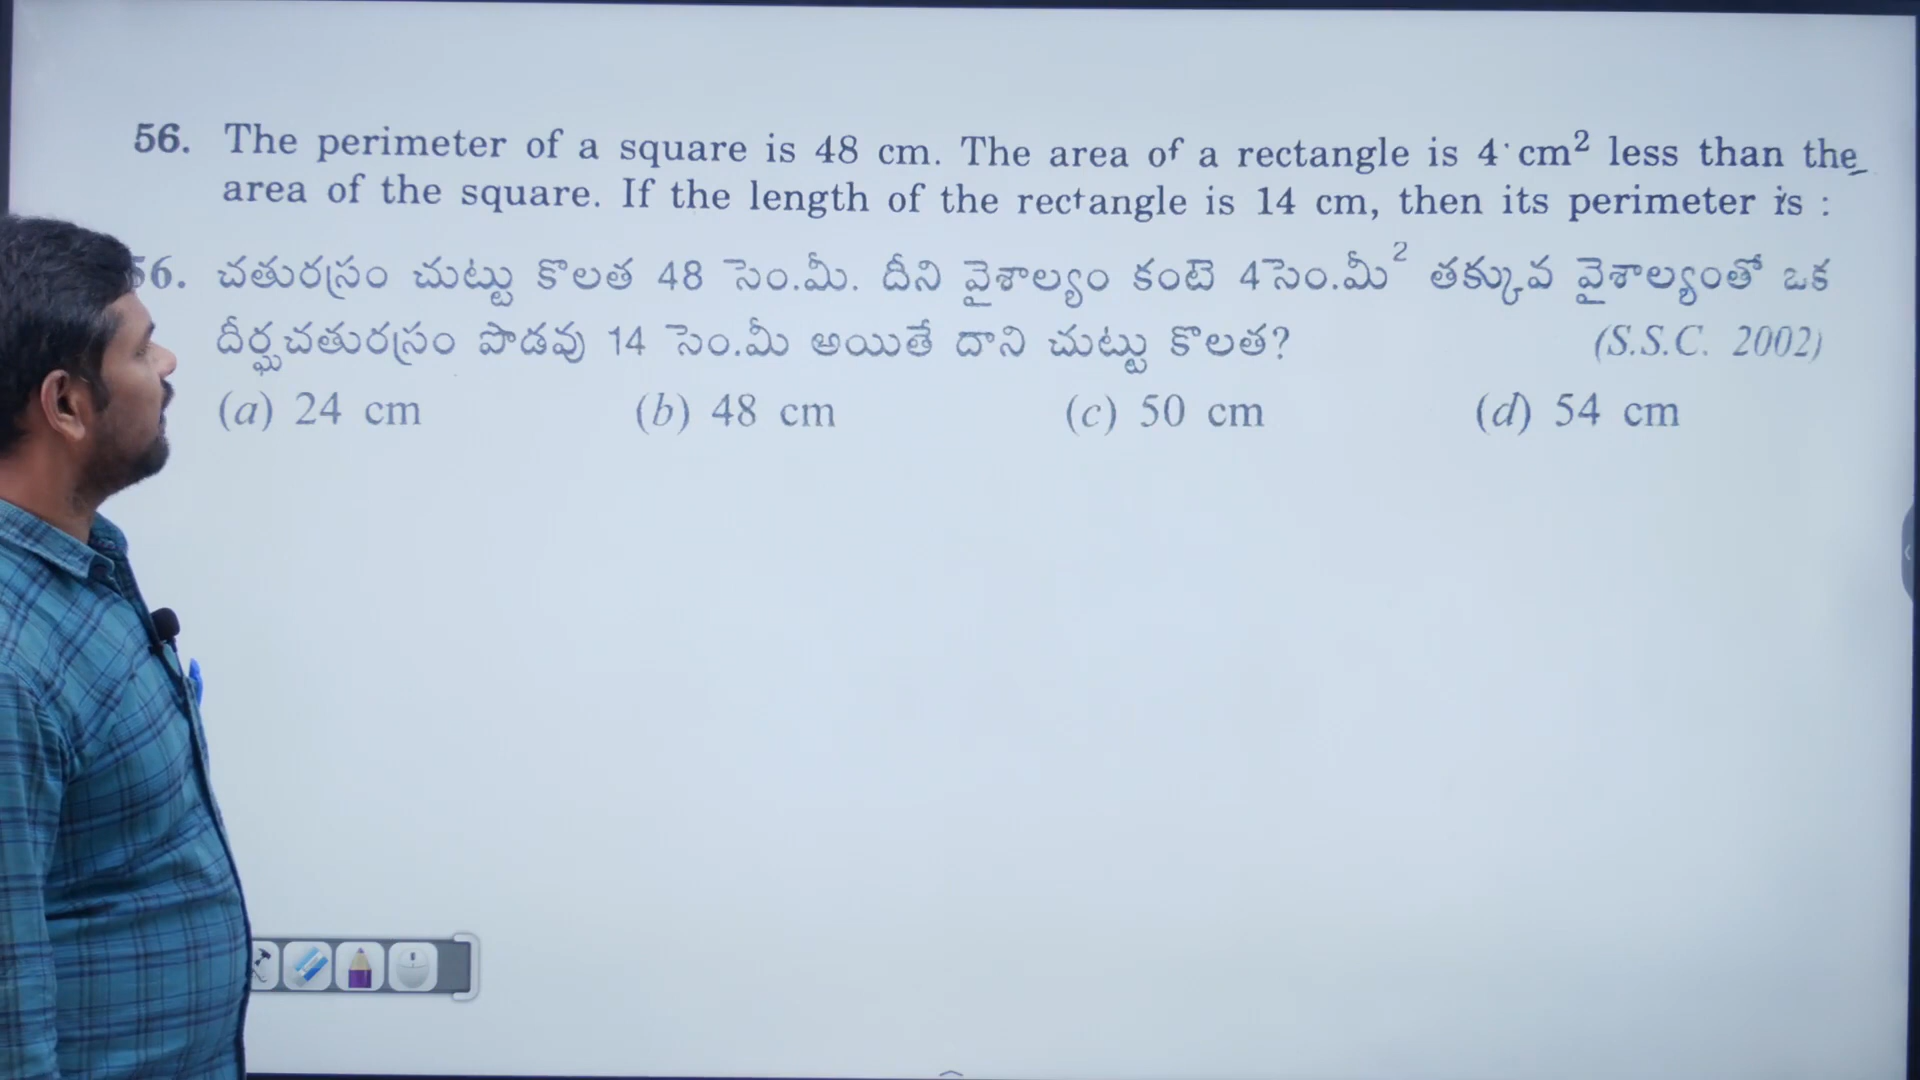 56. The perimeter of a square is 48 cm. The area of a rectangle is 4 cm² less than the
area of the square. If the length of the rectangle is 14 cm, then its perimeter is :
56. చతురస్రం చుట్టు కొలత 48 సెం.మీ. దీని వైశాల్యం కంటె 4సెం.మీ² తక్కువ వైశాల్యంతో ఒక
దీర్ఘచతురస్రం పొడవు 14 సెం.మీ అయితే దాని చుట్టు కొలత? (S.S.C. 2002)
(a) 24 cm (b) 48 cm (c) 50 cm (d) 54 cm